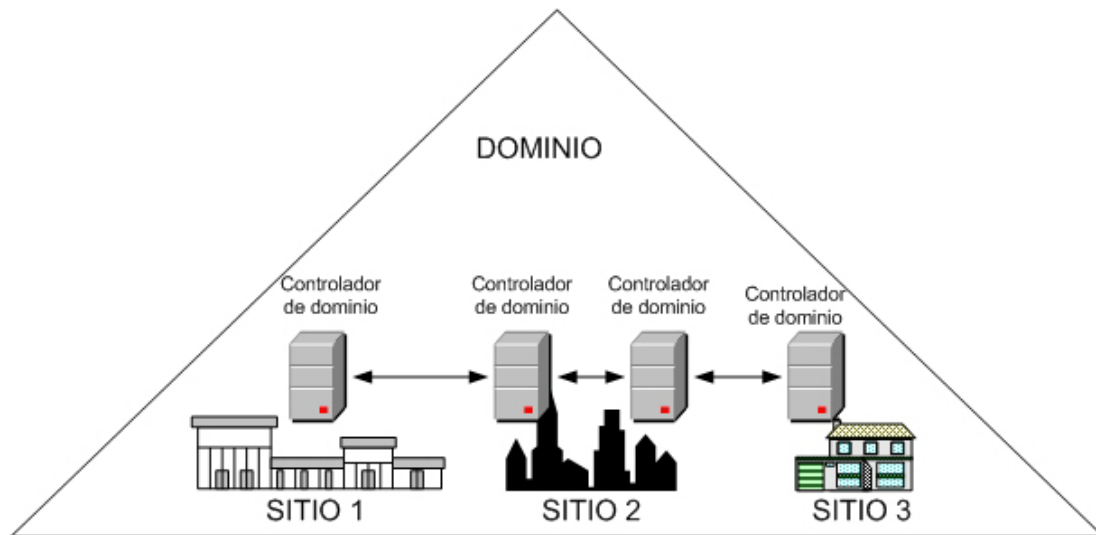 DOMINIO
Controlador
de dominio
Controlador
de dominio
Controlador
de dominio
Controlador
de dominio
SITIO 1
SITIO 2
SITIO 3